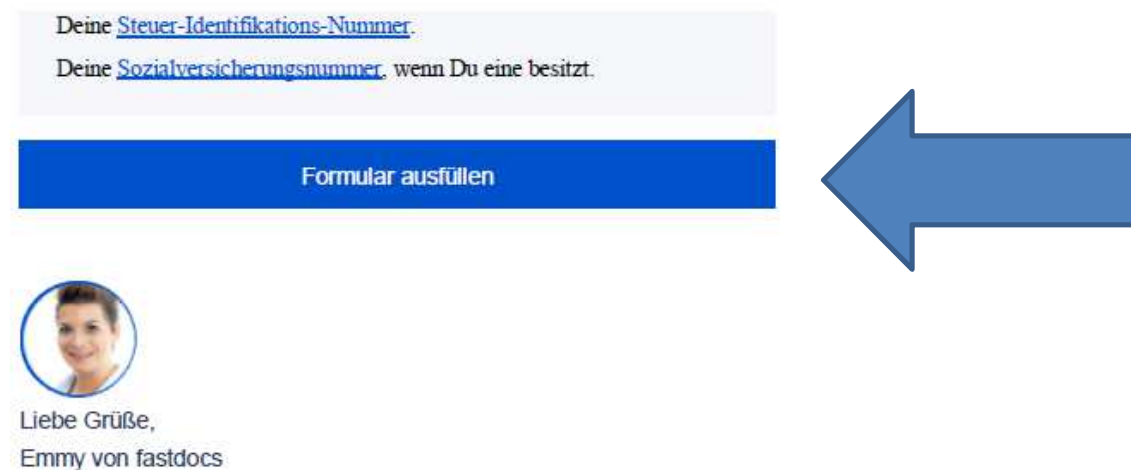 Deine Steuer-Identifikations-Nummer.
Deine Sozialversicherungsnummer, wenn Du eine besitzt.
Formular ausfüllen
Liebe Grüße,
Emmy von fastdocs